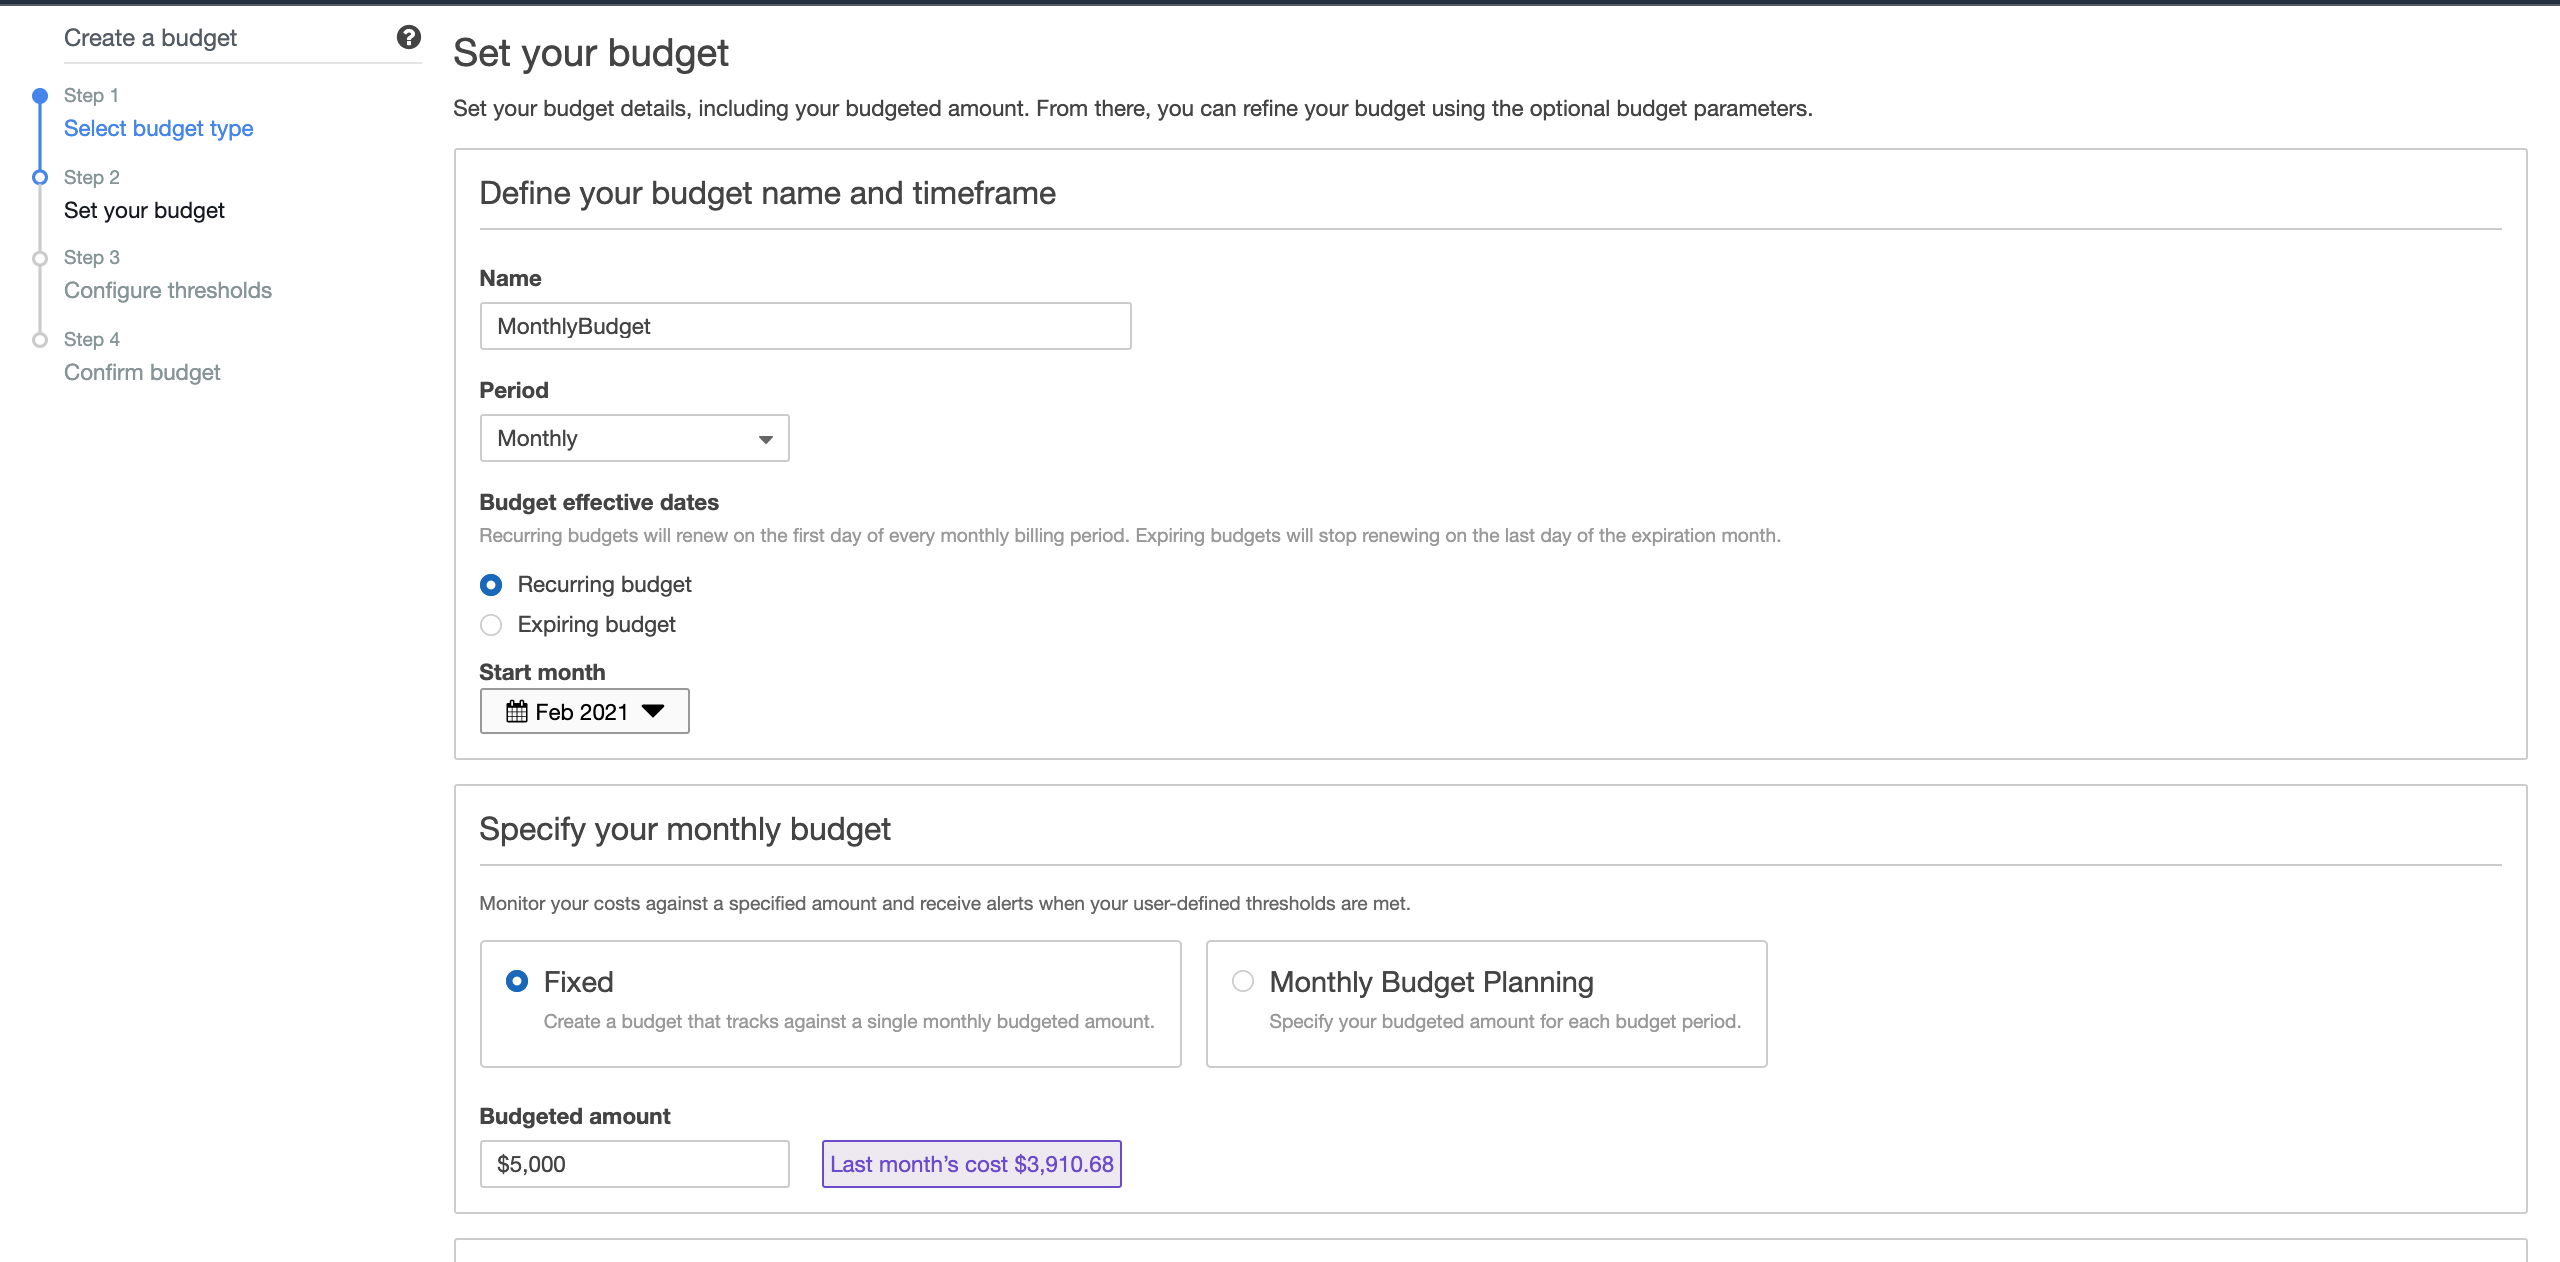 Create a budget
Step 1
Select budget type
Step 2
Set your budget
Step 3
Configure thresholds
Step 4
Confirm budget
Set your budget
Set your budget details, including your budgeted amount. From there, you can refine your budget using the optional budget parameters.
Define your budget name and timeframe
Name
MonthlyBudget
Period
Monthly
Budget effective dates
Recurring budgets will renew on the first day of every monthly billing period. Expiring budgets will stop renewing on the last day of the expiration month.
Recurring budget
Expiring budget
Start month
Feb 2021
Specify your monthly budget
Monitor your costs against a specified amount and receive alerts when your user-defined thresholds are met.
Fixed
Create a budget that tracks against a single monthly budgeted amount.
Monthly Budget Planning
Specify your budgeted amount for each budget period.
Budgeted amount
$5,000
Last month’s cost $3,910.68